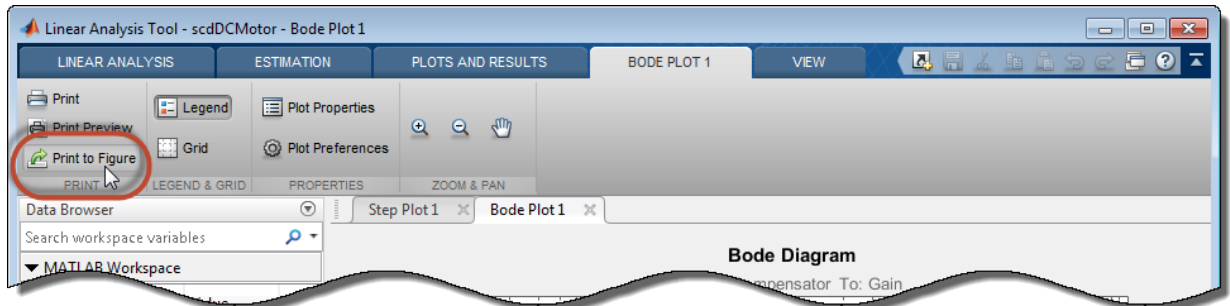 Linear Analysis Tool - scdDCMotor - Bode Plot 1
LINEAR ANALYSIS ESTIMATION PLOTS AND RESULTS BODE PLOT 1 VIEW
Print
Legend
Plot Properties
Print Preview
Grid
Plot Preferences
Print to Figure
PRINT LEGEND & GRID PROPERTIES ZOOM & PAN
Data Browser
Step Plot 1 Bode Plot 1
Search workspace variables
Bode Diagram
MATLAB Workspace
To: Gain